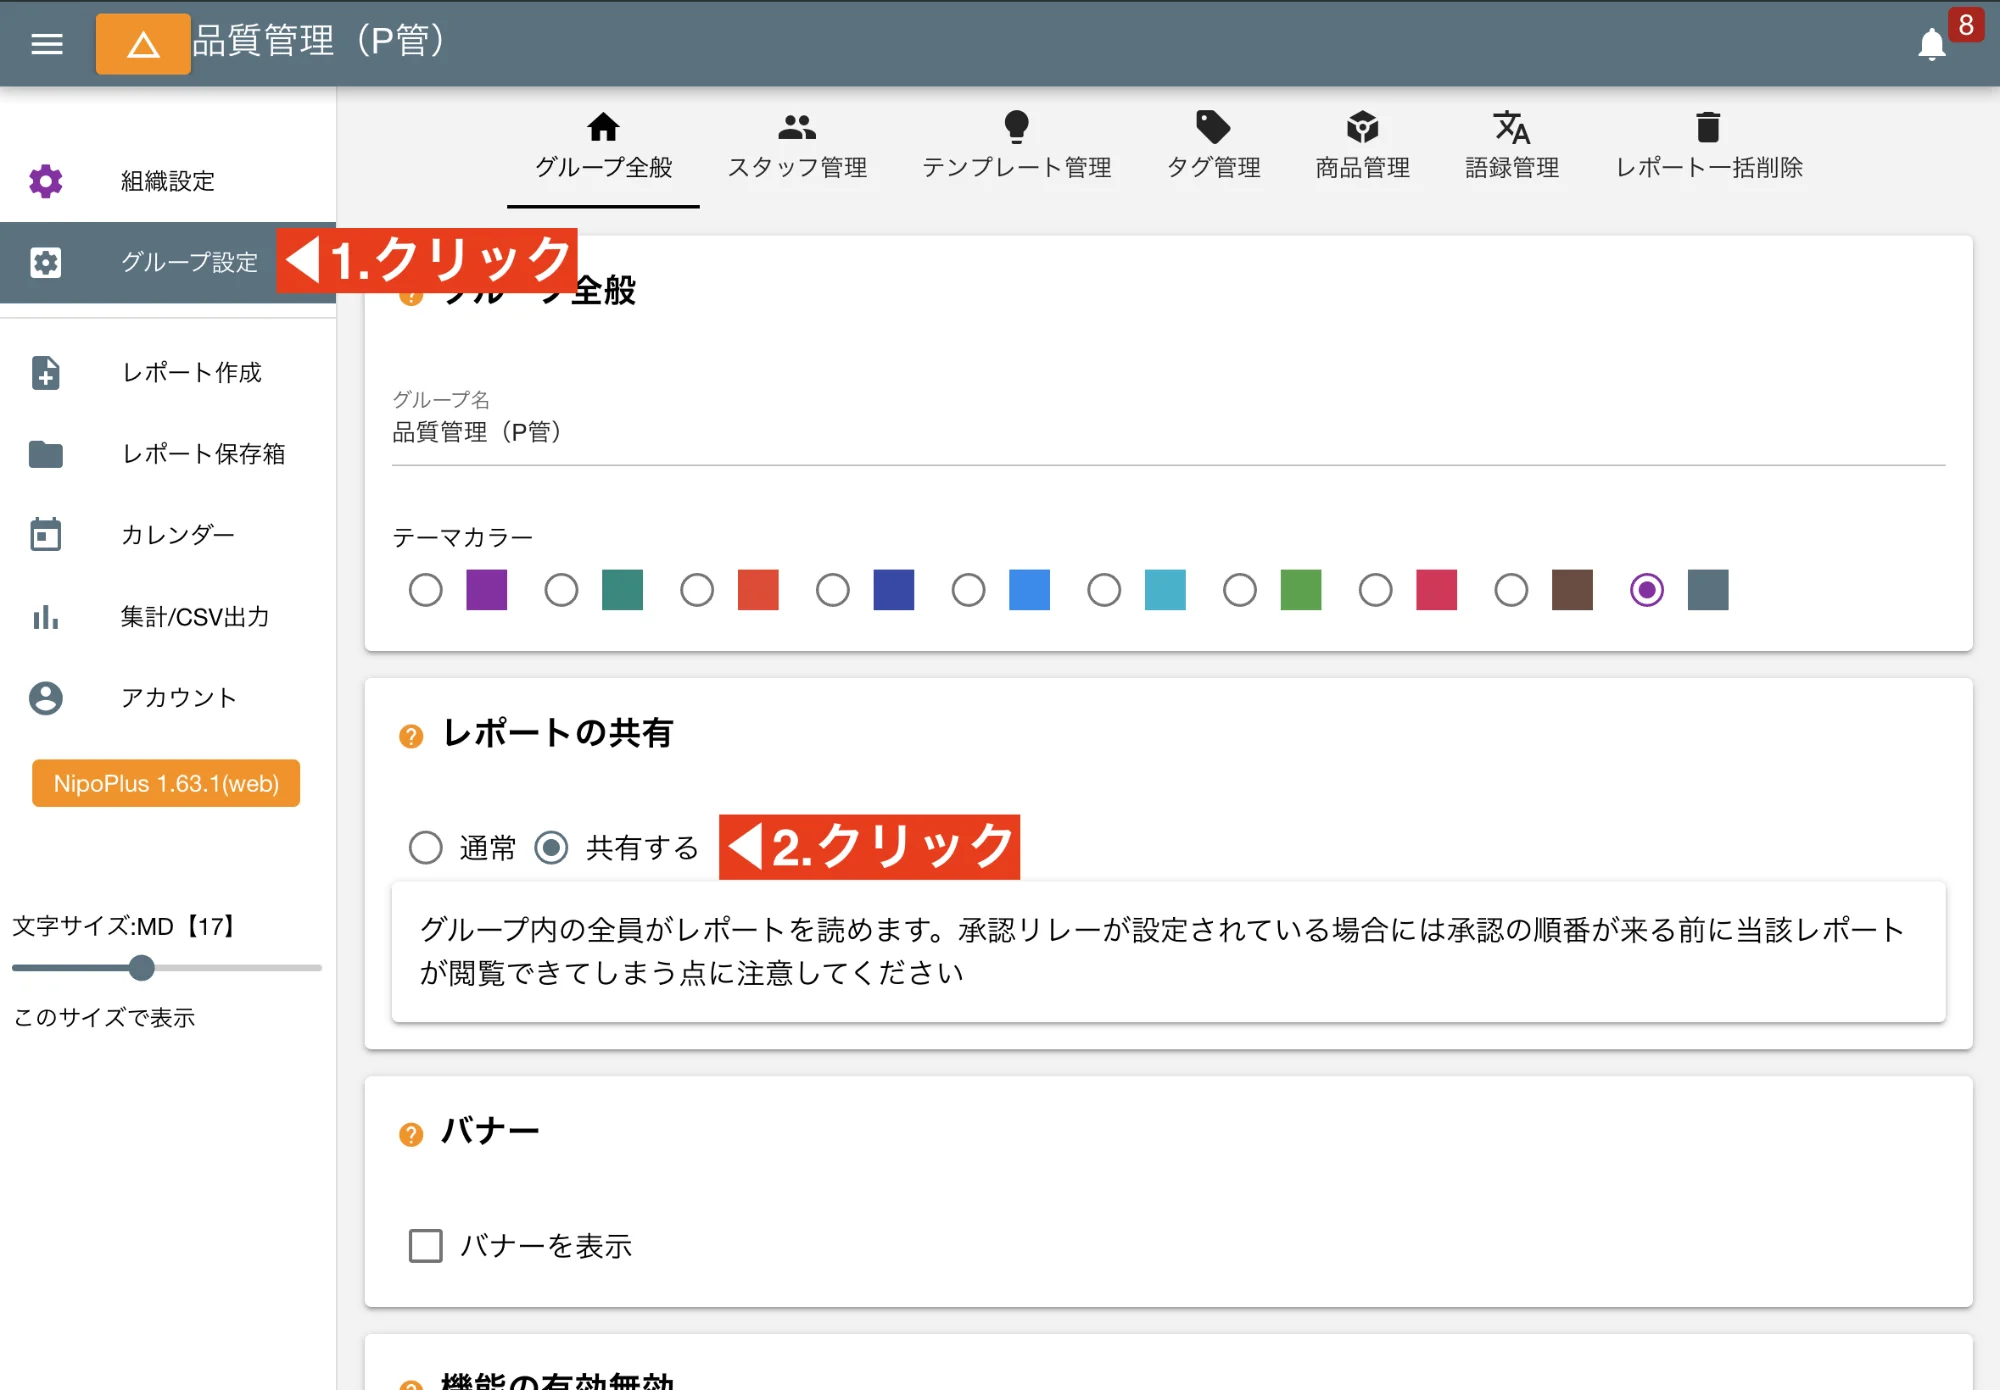 品質管理（P管）
8
組織設定
グループ設定
レポート作成
レポート保存箱
カレンダー
集計/CSV出力
アカウント
NipoPlus 1.63.1(web)
文字サイズ:MD【17】
このサイズで表示
グループ全般
スタッフ管理
テンプレート管理
タグ管理
商品管理
語録管理
レポート一括削除
◀1.クリック
グループ全般
グループ名
品質管理（P管）
テーマカラー
レポートの共有
通常
共有する
◀2.クリック
グループ内の全員がレポートを読めます。承認リレーが設定されている場合には承認の順番が来る前に当該レポート
が閲覧できてしまう点に注意してください
バナー
バナーを表示
機能の有効無効